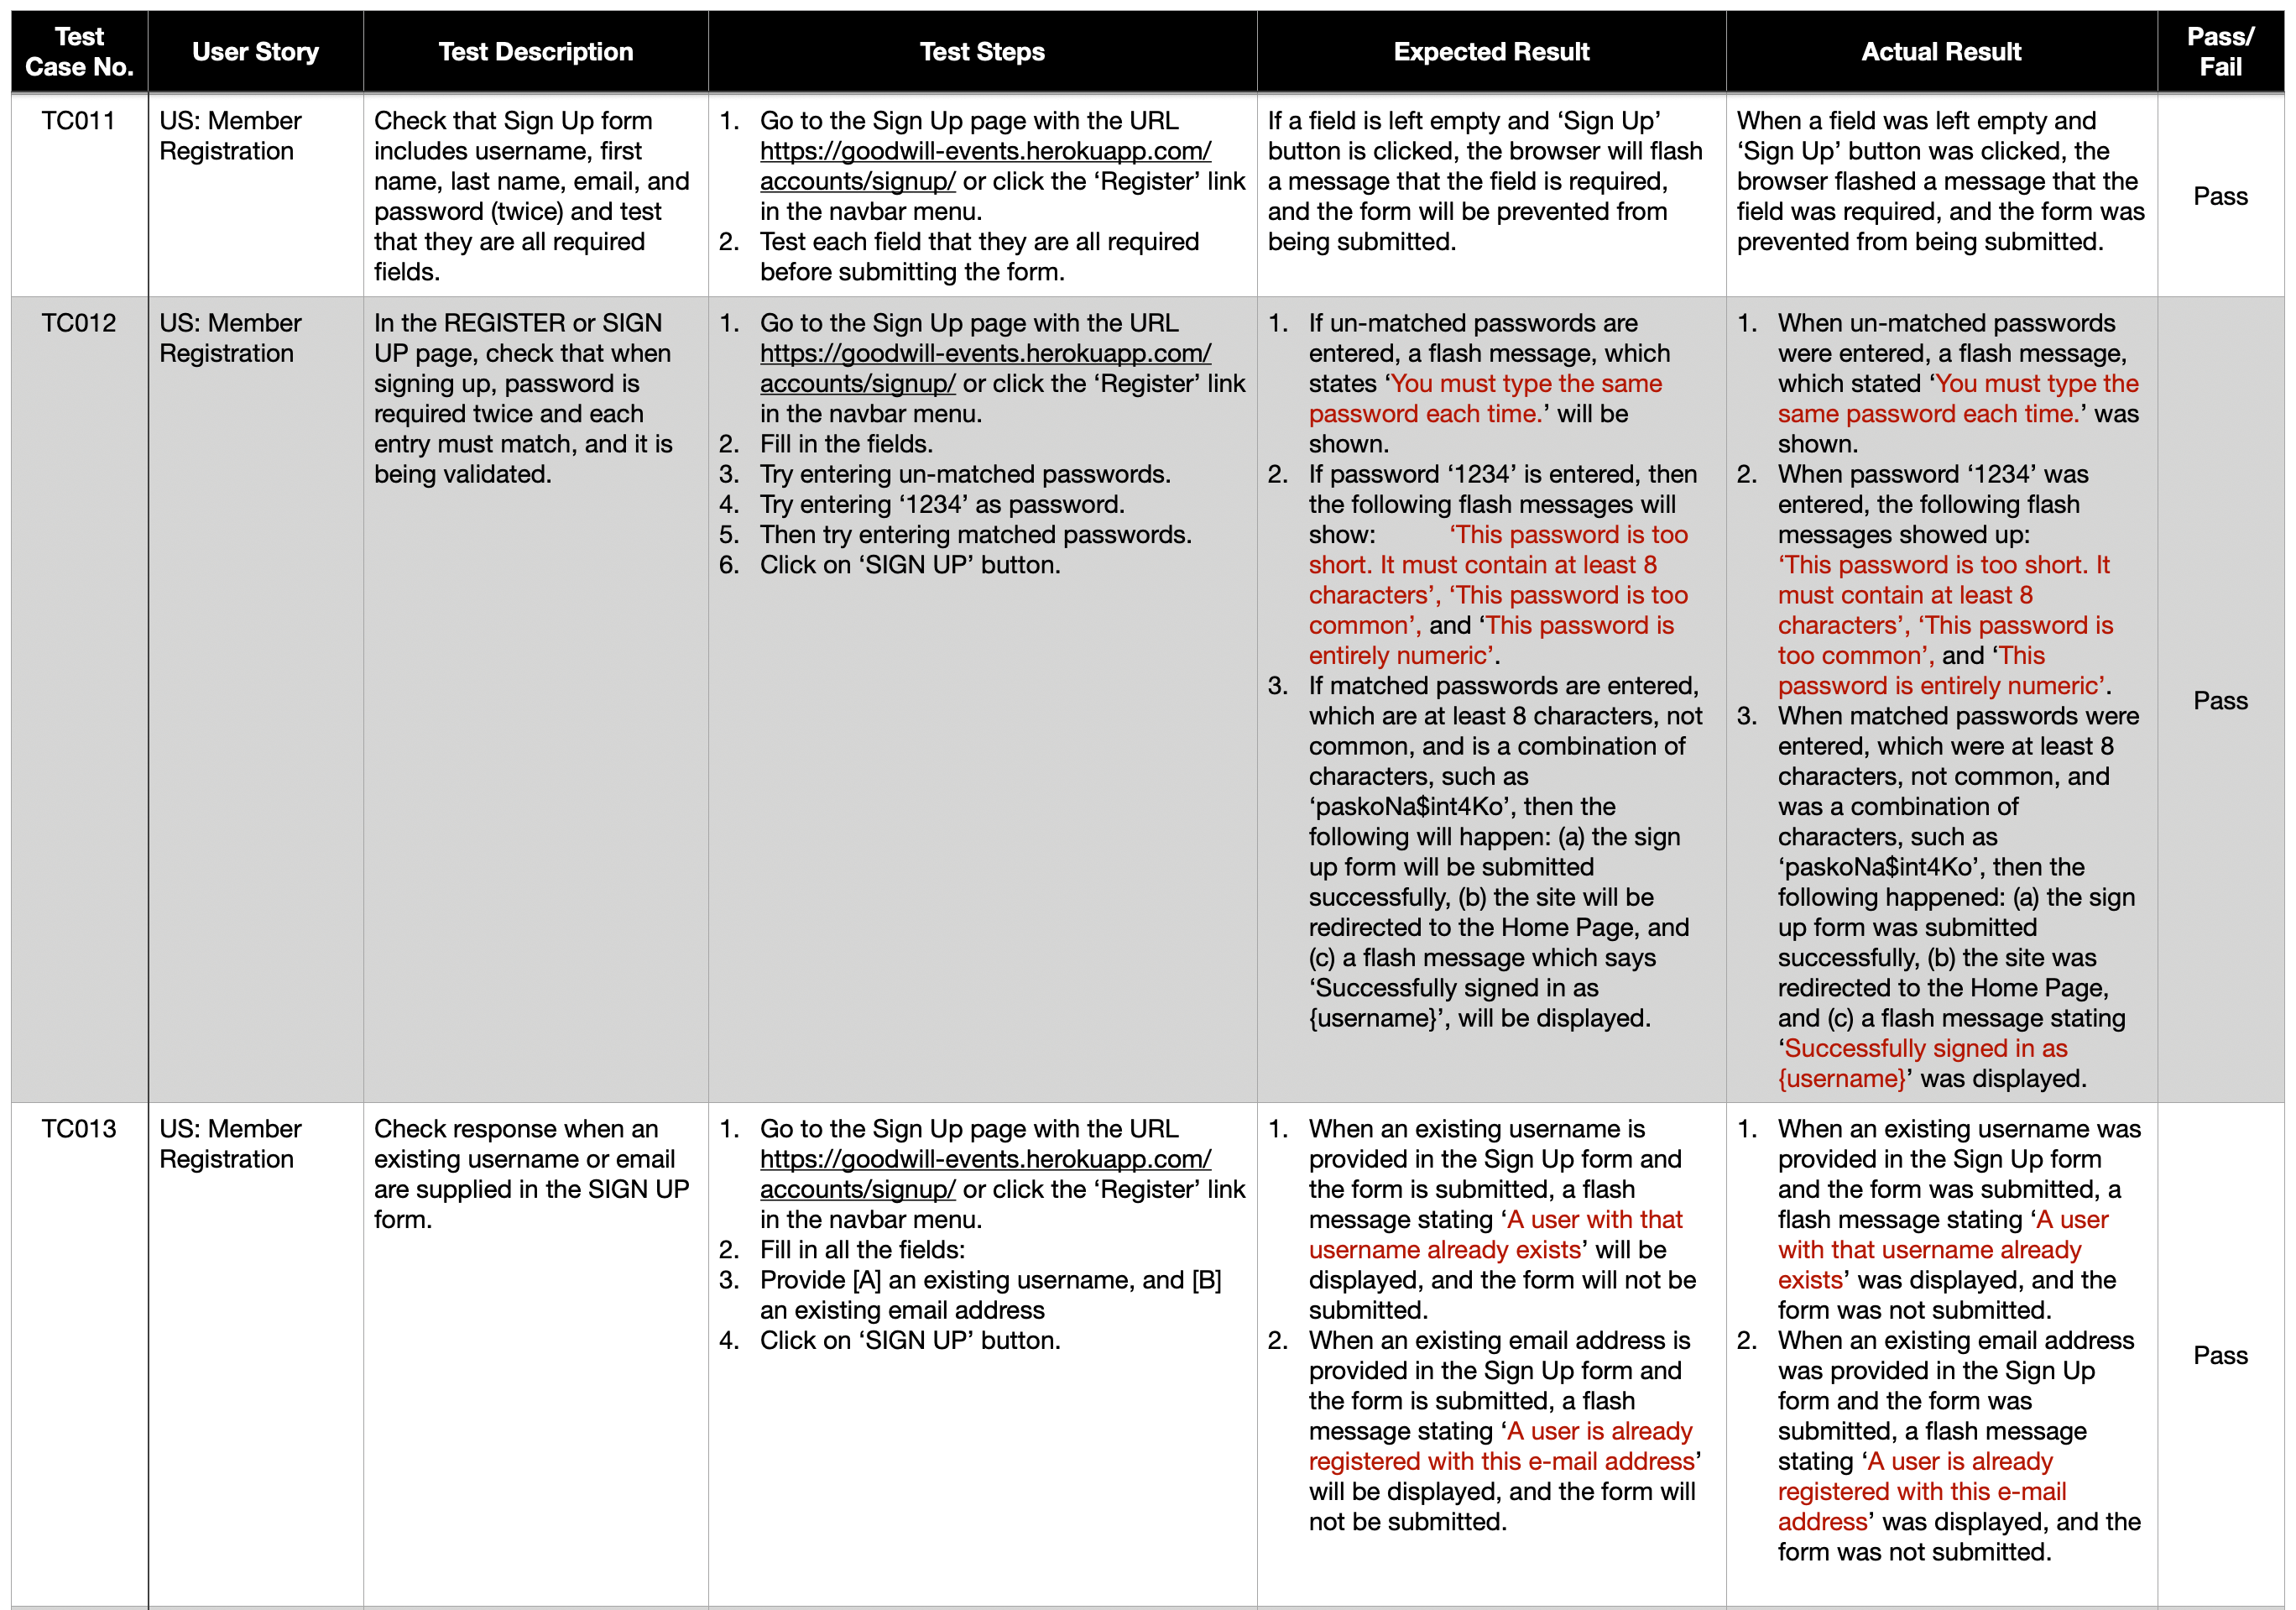 Test
Case No.
User Story
Test Description
Test Steps
Expected Result
Actual Result
Pass/
Fail
TC011
US: Member
Registration
Check that Sign Up form
includes username, first
name, last name, email, and
password (twice) and test
that they are all required
fields.
1. Go to the Sign Up page with the URL
https://goodwill-events.herokuapp.com/
accounts/signup/ or click the ‘Register’ link
in the navbar menu.
2. Test each field that they are all required
before submitting the form.
If a field is left empty and ‘Sign Up’
button is clicked, the browser will flash
a message that the field is required,
and the form will be prevented from
being submitted.
When a field was left empty and
‘Sign Up’ button was clicked, the
browser flashed a message that the
field was required, and the form was
prevented from being submitted.
Pass
TC012
US: Member
Registration
In the REGISTER or SIGN
UP page, check that when
signing up, password is
required twice and each
entry must match, and it is
being validated.
1. Go to the Sign Up page with the URL
https://goodwill-events.herokuapp.com/
accounts/signup/ or click the ‘Register’ link
in the navbar menu.
2. Fill in the fields.
3. Try entering un-matched passwords.
4. Try entering ‘1234’ as password.
5. Then try entering matched passwords.
6. Click on ‘SIGN UP’ button.
1. If un-matched passwords are
entered, a flash message, which
states ‘You must type the same
password each time.’ will be
shown.
2. If password ‘1234’ is entered, then
the following flash messages will
show: ‘This password is too
short. It must contain at least 8
characters’, ‘This password is too
common’, and ‘This password is
entirely numeric’.
3. If matched passwords are entered,
which are at least 8 characters, not
common, and is a combination of
characters, such as
‘paskoNa$int4Ko’, then the
following will happen: (a) the sign
up form will be submitted
successfully, (b) the site will be
redirected to the Home Page, and
(c) a flash message which says
‘Successfully signed in as
{username}’, will be displayed.
1. When un-matched passwords
were entered, a flash message,
which stated ‘You must type the
same password each time.’ was
shown.
2. When password ‘1234’ was
entered, the following flash
messages showed up:
‘This password is too short. It
must contain at least 8
characters’, ‘This password is
too common’, and ‘This
password is entirely numeric’.
3. When matched passwords were
entered, which were at least 8
characters, not common, and
was a combination of
characters, such as
‘paskoNa$int4Ko’, then the
following happened: (a) the sign
up form was submitted
successfully, (b) the site was
redirected to the Home Page,
and (c) a flash message stating
‘Successfully signed in as
{username}’ was displayed.
Pass
TC013
US: Member
Registration
Check response when an
existing username or email
are supplied in the SIGN UP
form.
1. Go to the Sign Up page with the URL
https://goodwill-events.herokuapp.com/
accounts/signup/ or click the ‘Register’ link
in the navbar menu.
2. Fill in all the fields:
3. Provide [A] an existing username, and [B]
an existing email address
4. Click on ‘SIGN UP’ button.
1. When an existing username is
provided in the Sign Up form and
the form is submitted, a flash
message stating ‘A user with that
username already exists’ will be
displayed, and the form will not be
submitted.
2. When an existing email address is
provided in the Sign Up form and
the form is submitted, a flash
message stating ‘A user is already
registered with this e-mail address’
will be displayed, and the form will
not be submitted.
1. When an existing username was
provided in the Sign Up form
and the form was submitted, a
flash message stating ‘A user
with that username already
exists’ was displayed, and the
form was not submitted.
2. When an existing email address
was provided in the Sign Up
form and the form was
submitted, a flash message
stating ‘A user is already
registered with this e-mail
address’ was displayed, and the
form was not submitted.
Pass